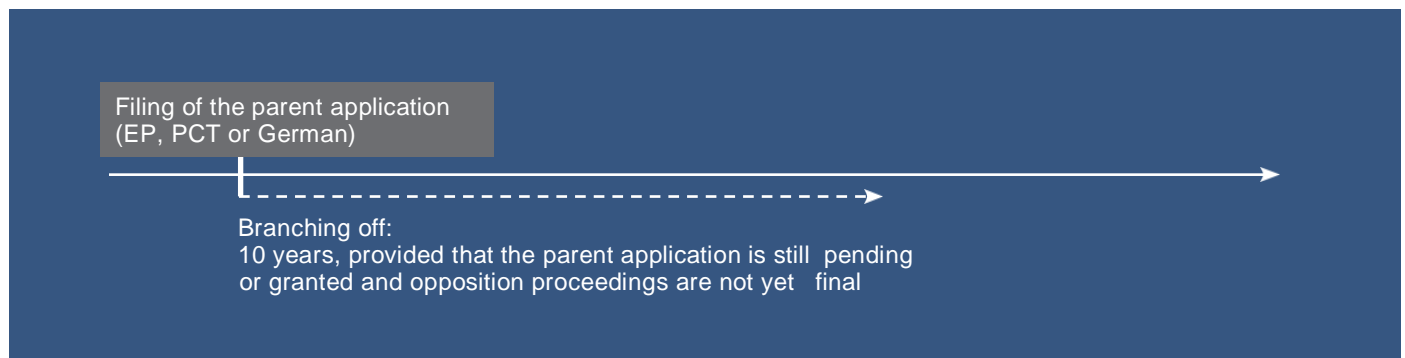 Filing of the parent application
(EP, PCT or German)
Branching off:
10 years, provided that the parent application is still pending
or granted and opposition proceedings are not yet final